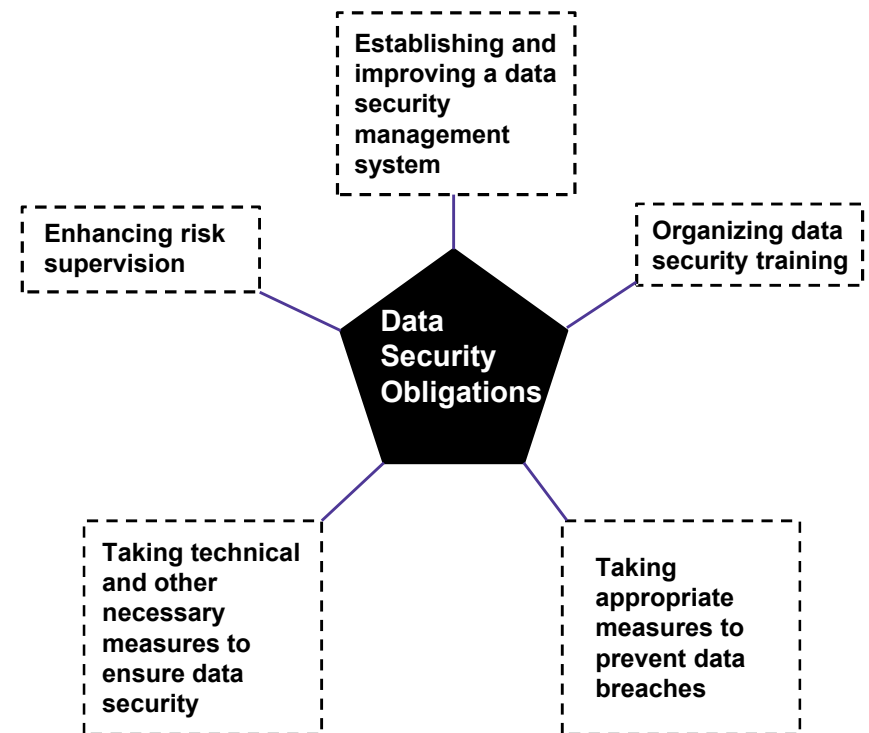 Establishing and
improving a data
security
management
system
Enhancing risk
supervision
Organizing data
security training
Data
Security
Obligations
Taking technical
and other
necessary
measures to
ensure data
security
Taking
appropriate
measures to
prevent data
breaches